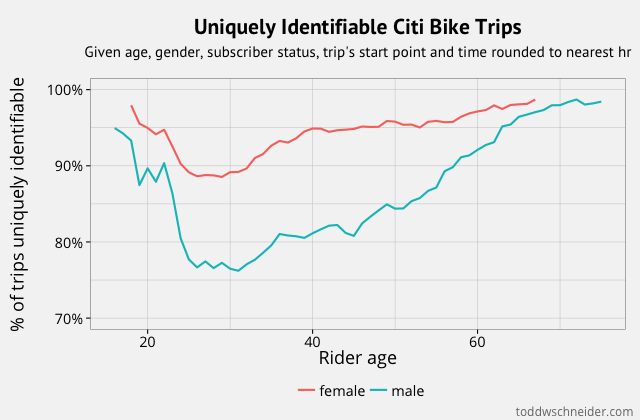 Uniquely Identifiable Citi Bike Trips
Given age, gender, subscriber status, trip's start point and time rounded to nearest hr
% of trips uniquely identifiable
100%
90%
80%
70%
20 40 60
Rider age
female male
toddwschneider.com